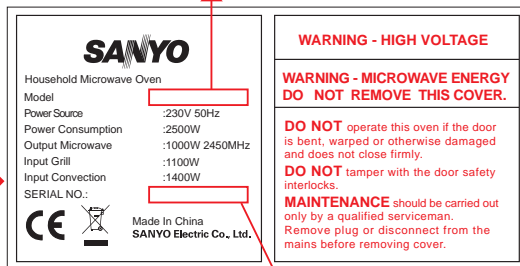 SANYO
Household Microwave Oven
Model
Power Source :230V 50Hz
Power Consumption :2500W
Output Microwave :1000W 2450MHz
Input Grill :1100W
Input Convection :1400W
SERIAL NO.:
CE
Made In China
SANYO Electric Co., Ltd.
WARNING - HIGH VOLTAGE
WARNING - MICROWAVE ENERGY
DO NOT REMOVE THIS COVER.
DO NOT operate this oven if the door
is bent, warped or otherwise damaged
and does not close firmly.
DO NOT tamper with the door safety
interlocks.
MAINTENANCE should be carried out
only by a qualified serviceman.
Remove plug or disconnect from the
mains before removing cover.